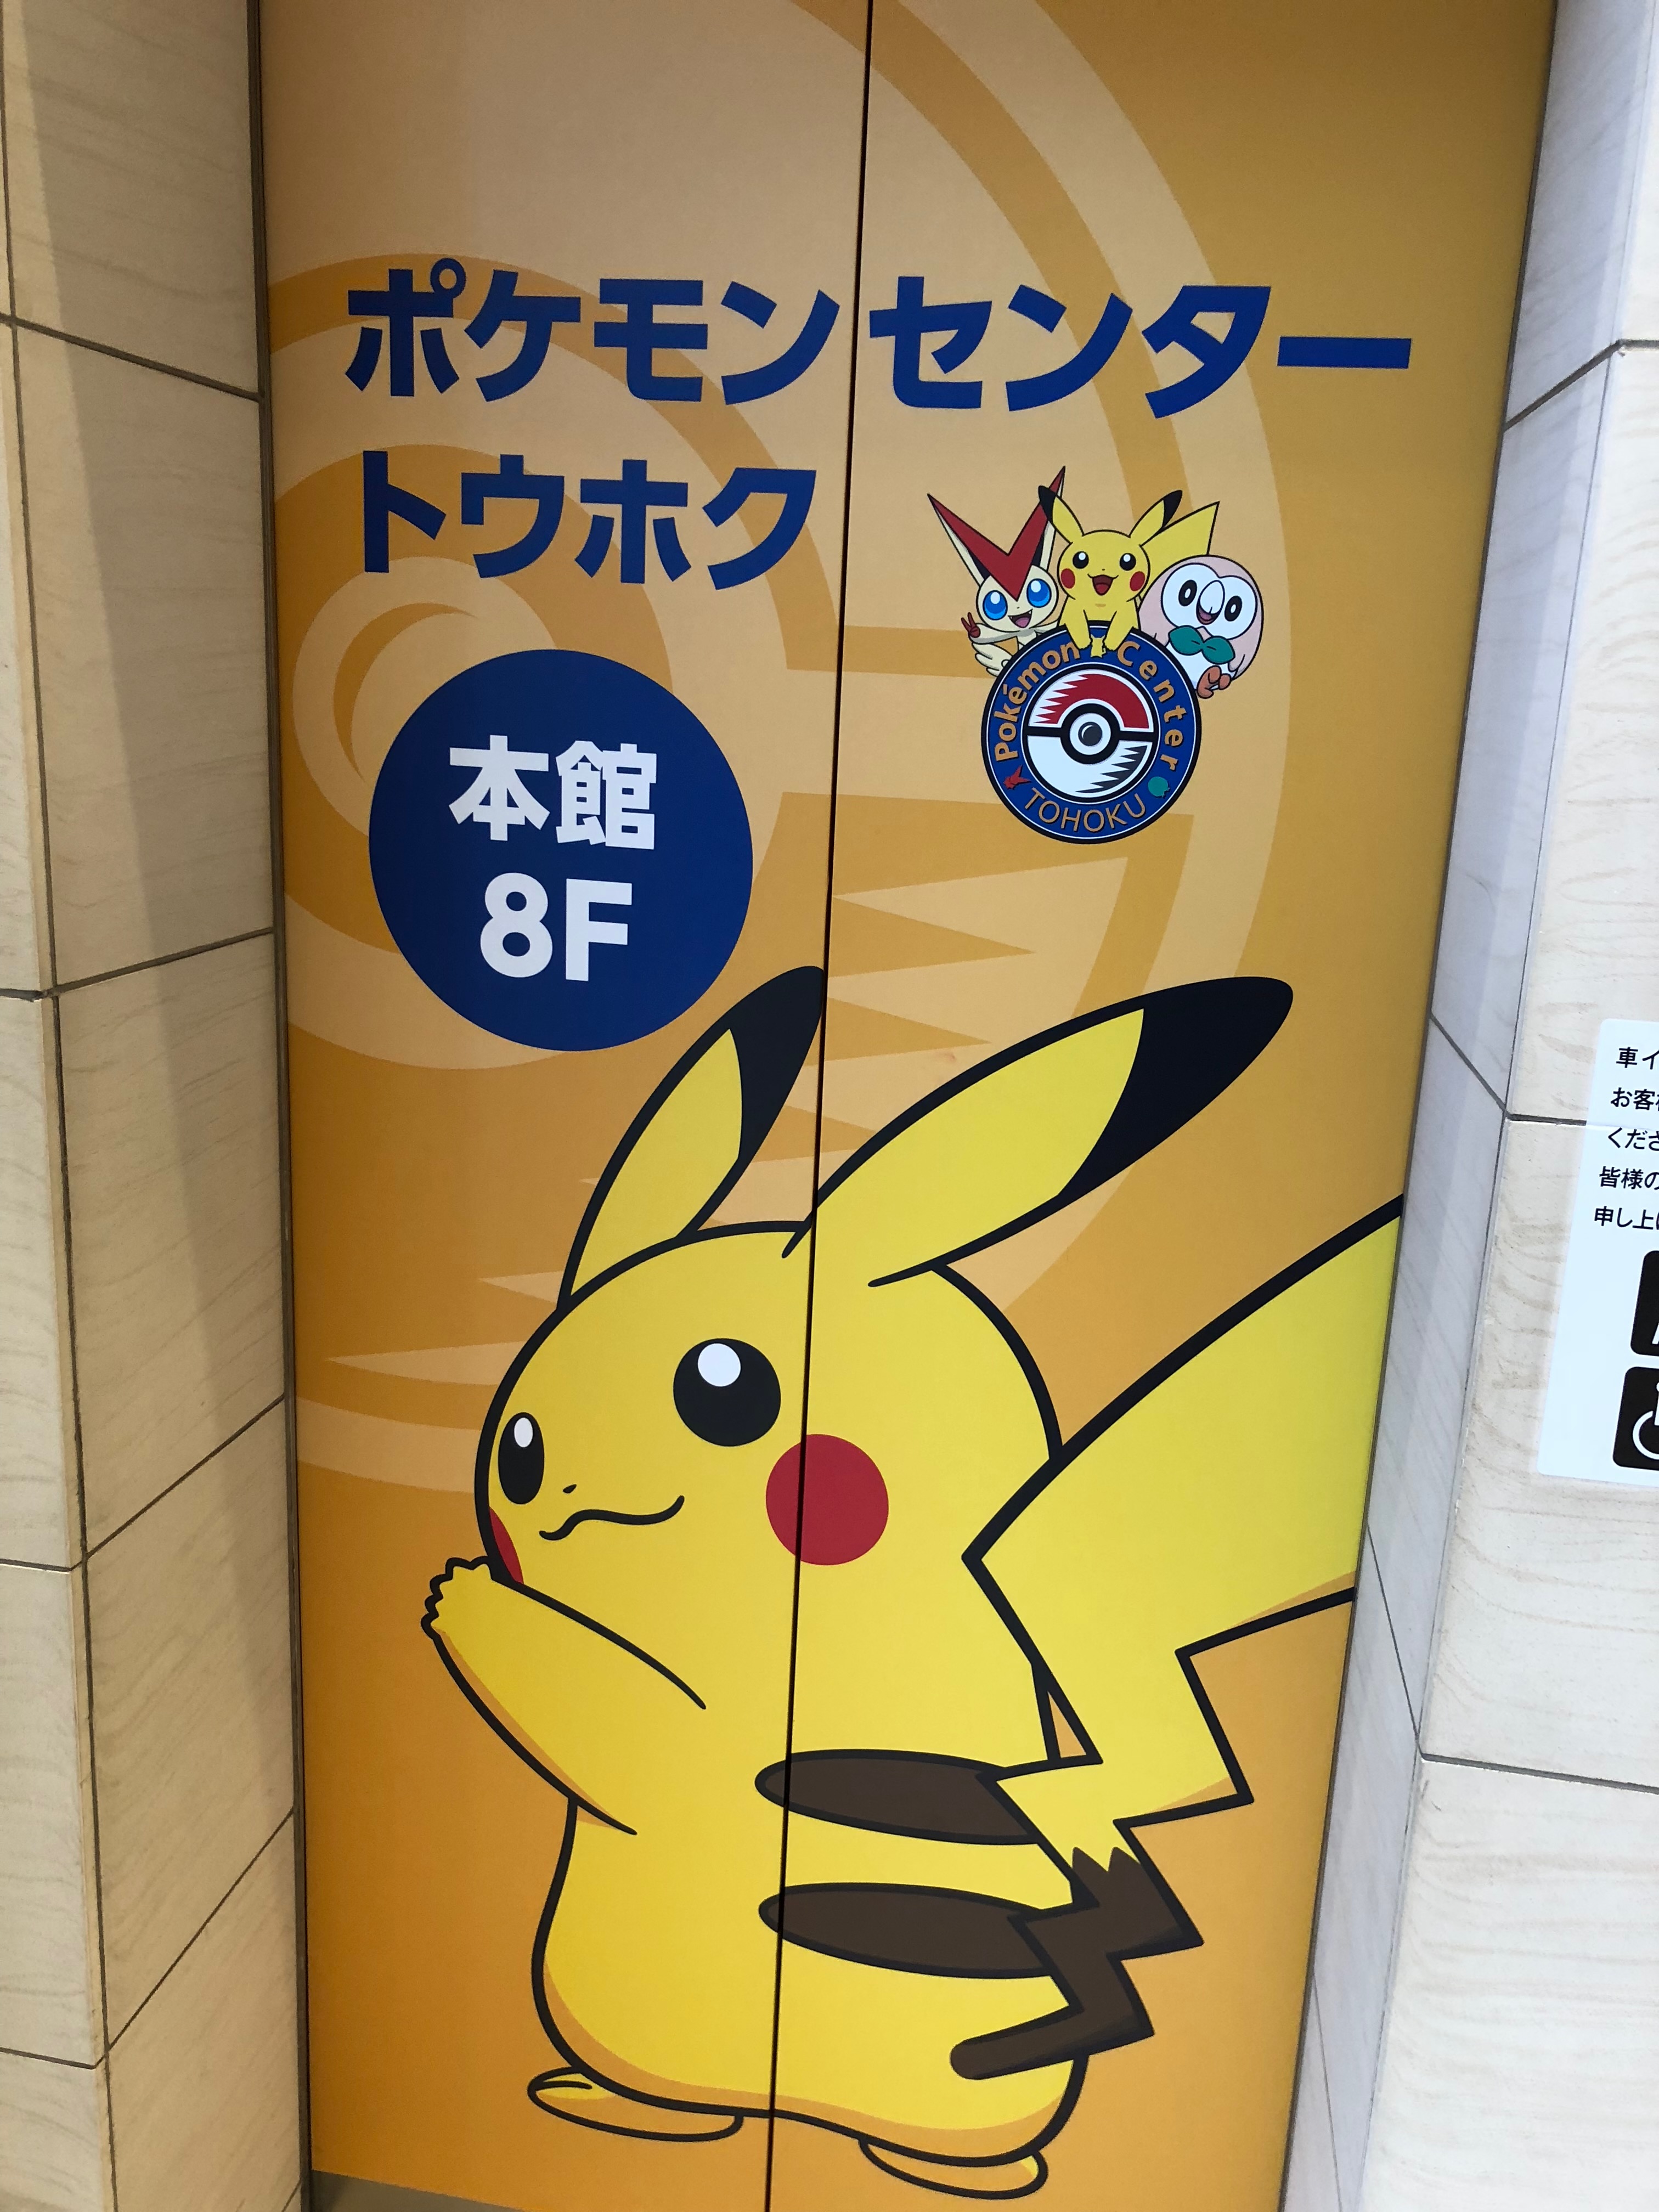 ポケモンセンター
トウホク
Pokémon Center
TOHOKU
本館
8F
車イ
お客
くださ
皆様の
申し上